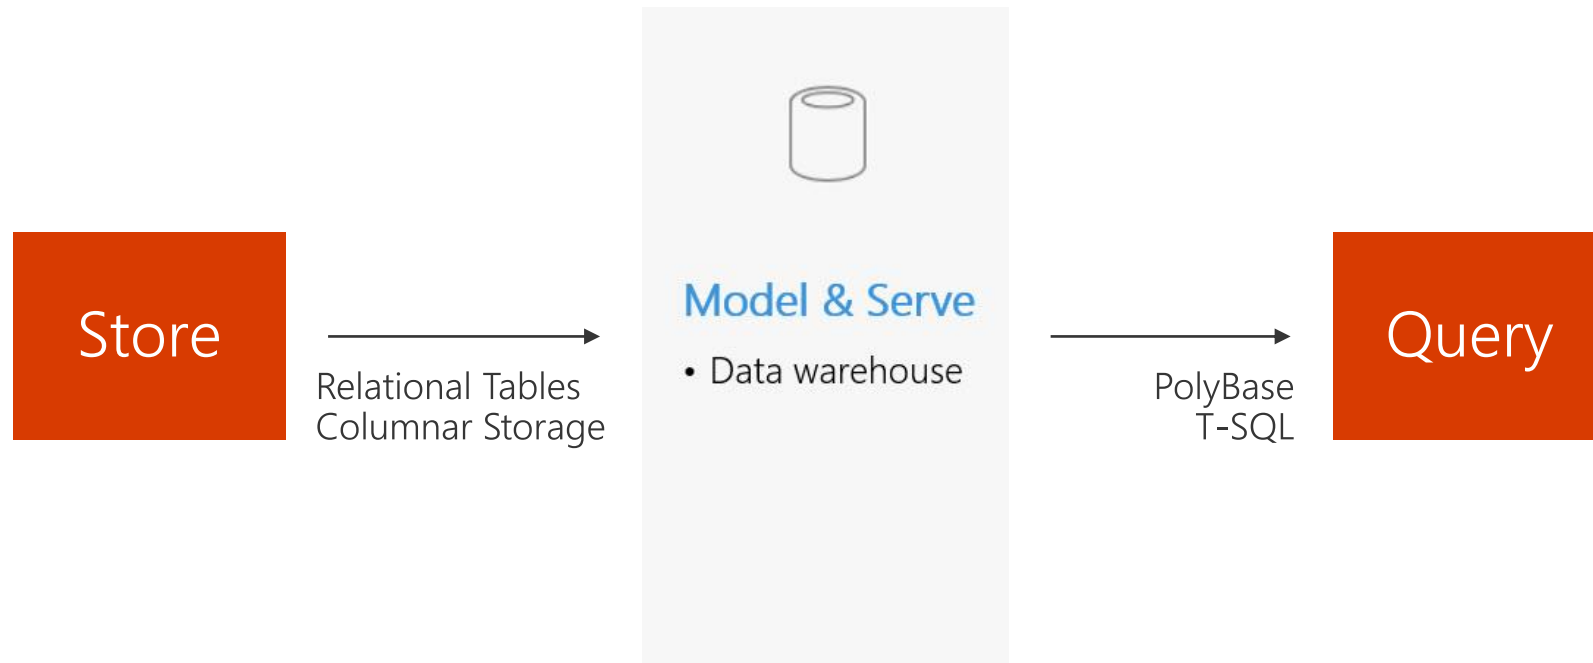 Store
Relational Tables
Columnar Storage
Model & Serve
• Data warehouse
PolyBase
T-SQL
Query